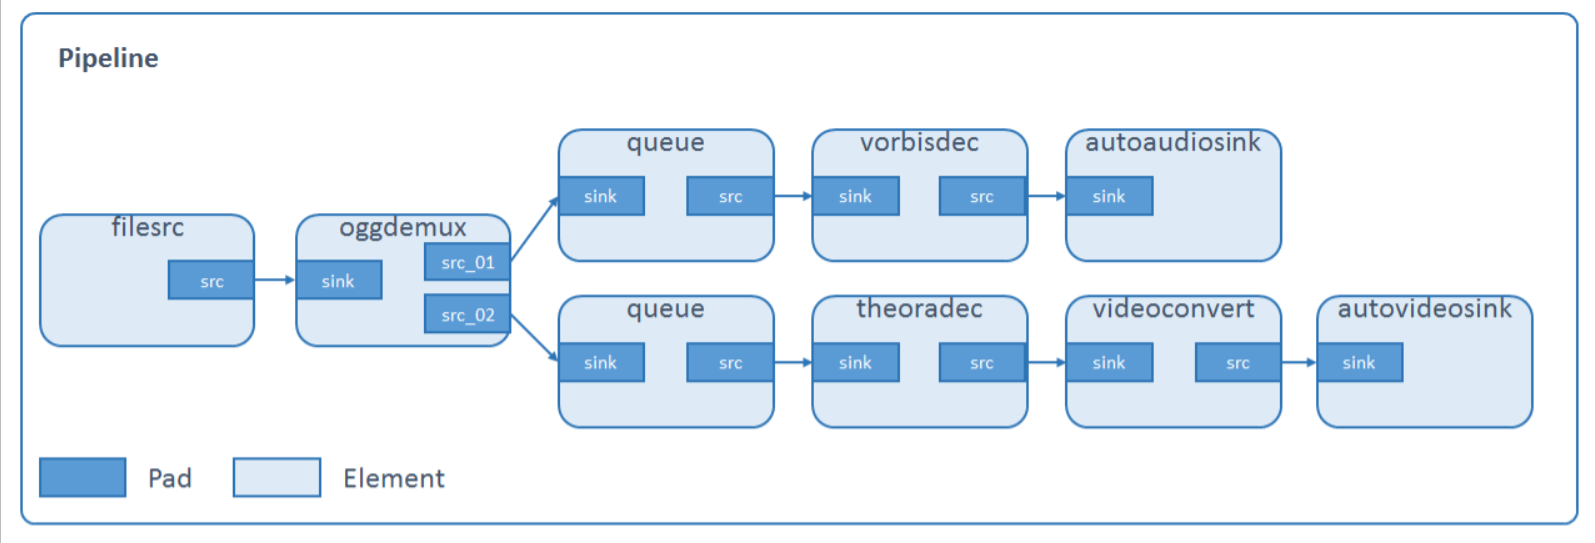 Pipeline
filesrc
src
oggdemux
sink
src_01
src_02
queue
sink
src
vorbisdec
sink
src
autoaudiosink
sink
queue
sink
src
theoradec
sink
src
videoconvert
sink
src
autovideosink
sink
Pad
Element